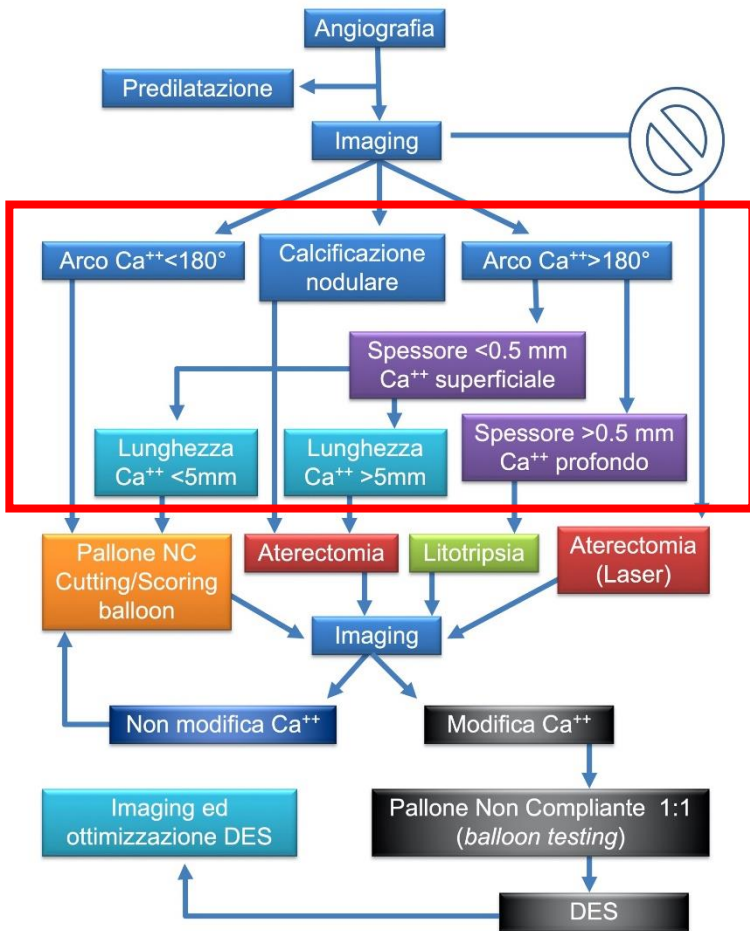 Angiografia
Predilatazione
Imaging
Arco Ca⁺⁺<180°
Calcificazione
nodulare
Arco Ca⁺⁺>180°
Spessore <0.5 mm
Ca⁺⁺ superficiale
Lunghezza
Ca⁺⁺ <5mm
Lunghezza
Ca⁺⁺ >5mm
Spessore >0.5 mm
Ca⁺⁺ profondo
Pallone NC
Cutting/Scoring
balloon
Aterectomia
Litotripsia
Aterectomia
(Laser)
Imaging
Non modifica Ca⁺⁺
Modifica Ca⁺⁺
Imaging ed
ottimizzazione DES
Pallone Non Compliante 1:1
(balloon testing)
DES